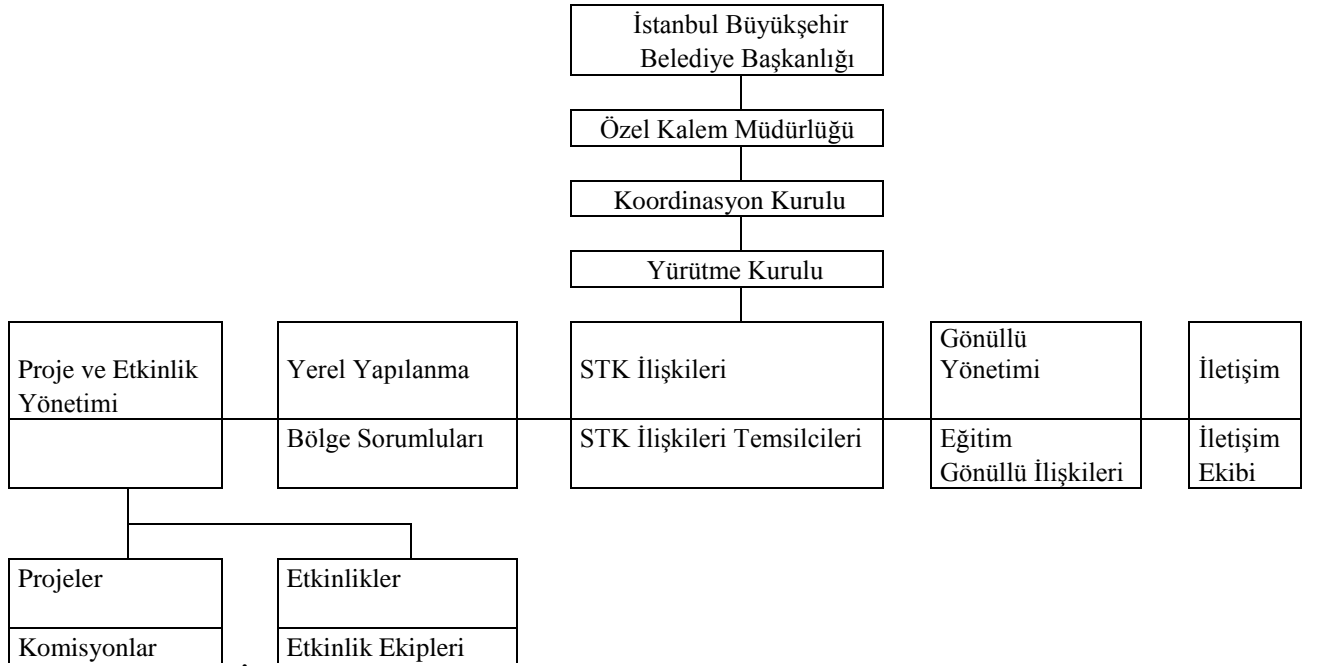 İstanbul Büyükşehir
Belediye Başkanlığı
Özel Kalem Müdürlüğü
Koordinasyon Kurulu
Yürütme Kurulu
Proje ve Etkinlik
Yönetimi
Yerel Yapılanma
Bölge Sorumluları
STK İlişkileri
STK İlişkileri Temsilcileri
Gönüllü
Yönetimi
Eğitim
Gönüllü İlişkileri
İletişim
İletişim
Ekibi
Projeler
Komisyonlar
Etkinlikler
Etkinlik Ekipleri